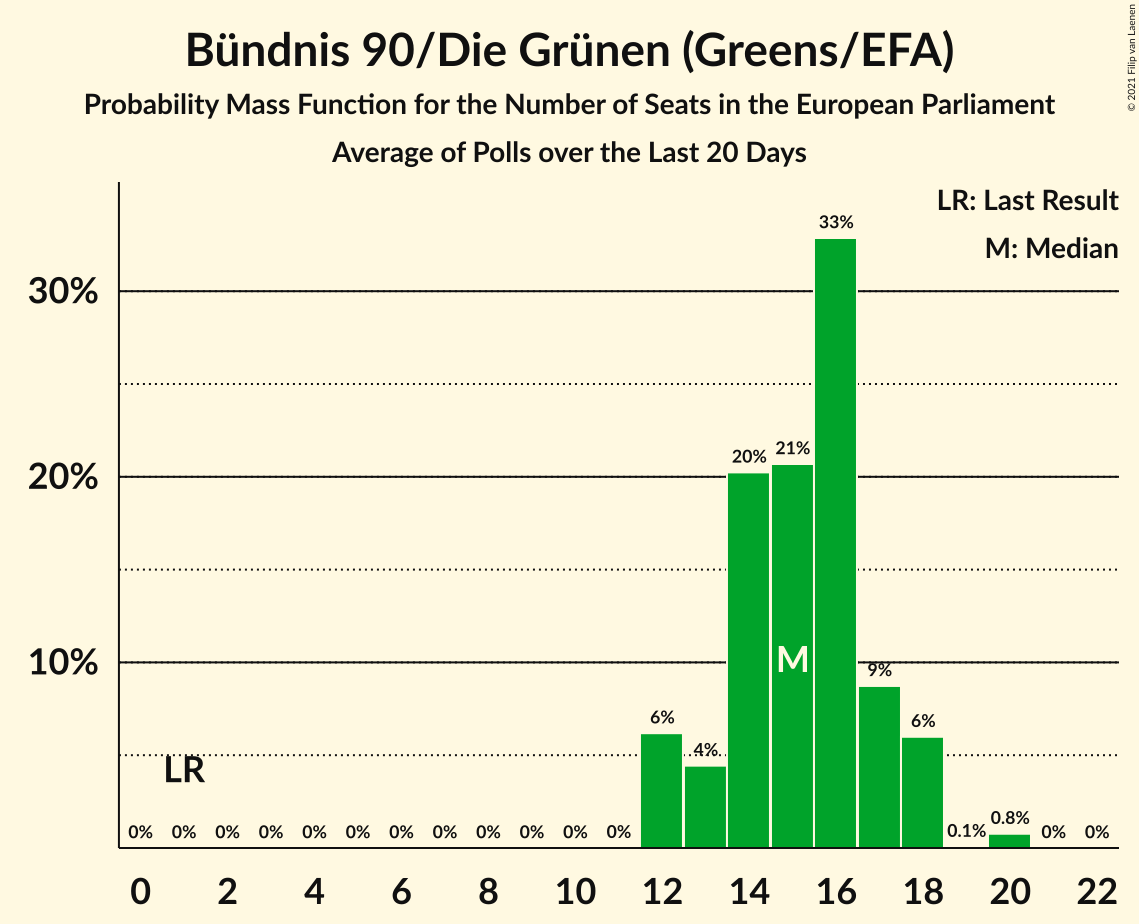 Bündnis 90/Die Grünen (Greens/EFA)
Probability Mass Function for the Number of Seats in the European Parliament
Average of Polls over the Last 20 Days
© 2021 Filip van Laenen
LR: Last Result
M: Median
33%
30%
21%
20%
20%
10%
M
9%
6%
6%
4%
LR
0% 0% 0% 0% 0% 0% 0% 0% 0% 0% 0% 0% 0.1% 0.8% 0% 0%
0 2 4 6 8 10 12 14 16 18 20 22